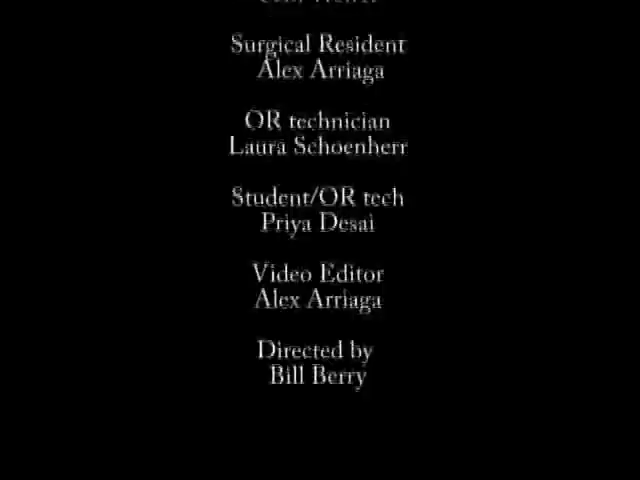 Surgical Resident
Alex Arriaga
OR technician
Laura Schoenherr
Student/OR tech
Priya Desai
Video Editor
Alex Arriaga
Directed by
Bill Berry